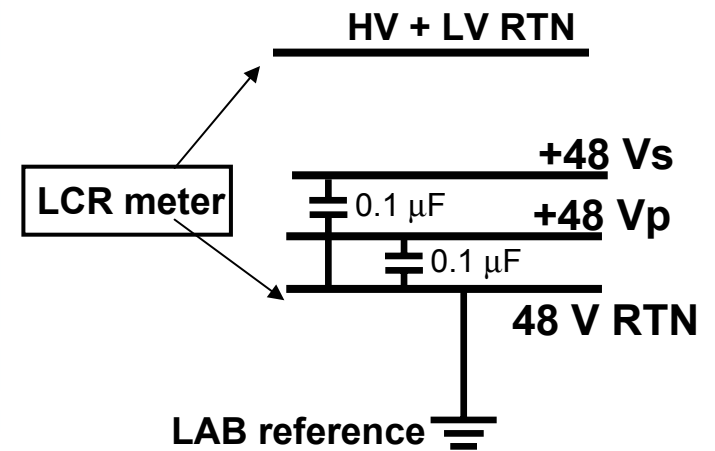 HV + LV RTN
+48 Vs
LCR meter
0.1 μF
+48 Vp
0.1 μF
48 V RTN
LAB reference